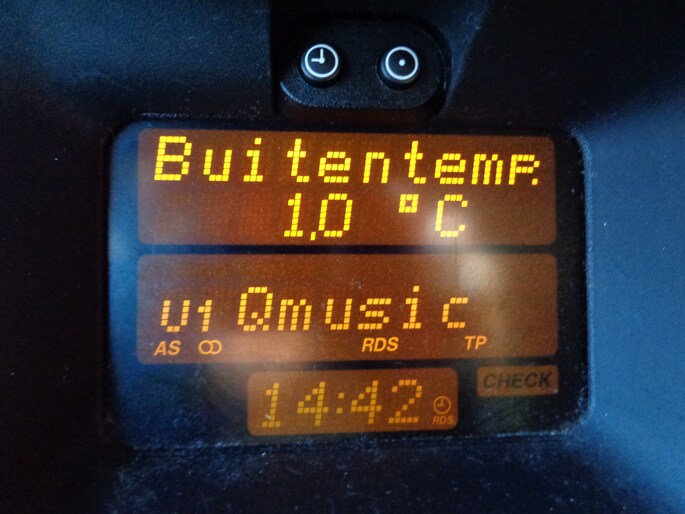 Buitentemp.
1,0 °C
U1 Qmusic
AS RDS TP
CHECK
14:42 RDS